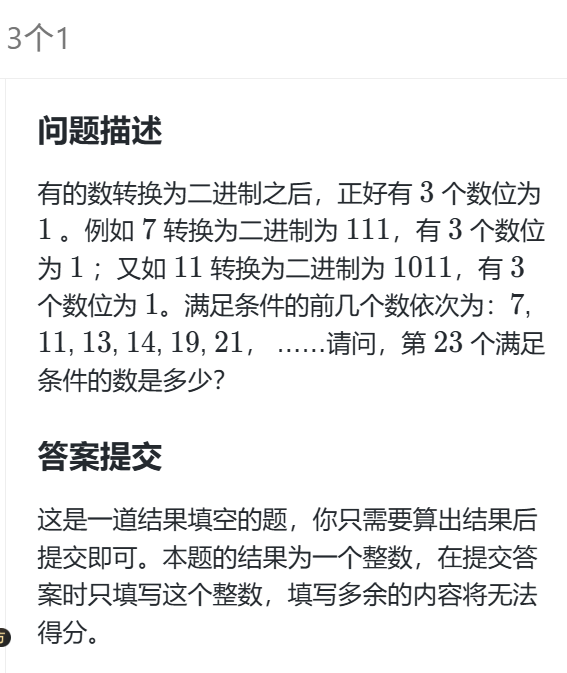 3个1
问题描述
有的数转换为二进制之后，正好有 3 个数位为
1 。例如 7 转换为二进制为 111，有 3 个数位
为 1 ；又如 11 转换为二进制为 1011，有 3
个数位为 1。满足条件的前几个数依次为：7,
11, 13, 14, 19, 21， ……请问，第 23 个满足
条件的数是多少？
答案提交
这是一道结果填空的题，你只需要算出结果后
提交即可。本题的结果为一个整数，在提交答
案时只填写这个整数，填写多余的内容将无法
得分。